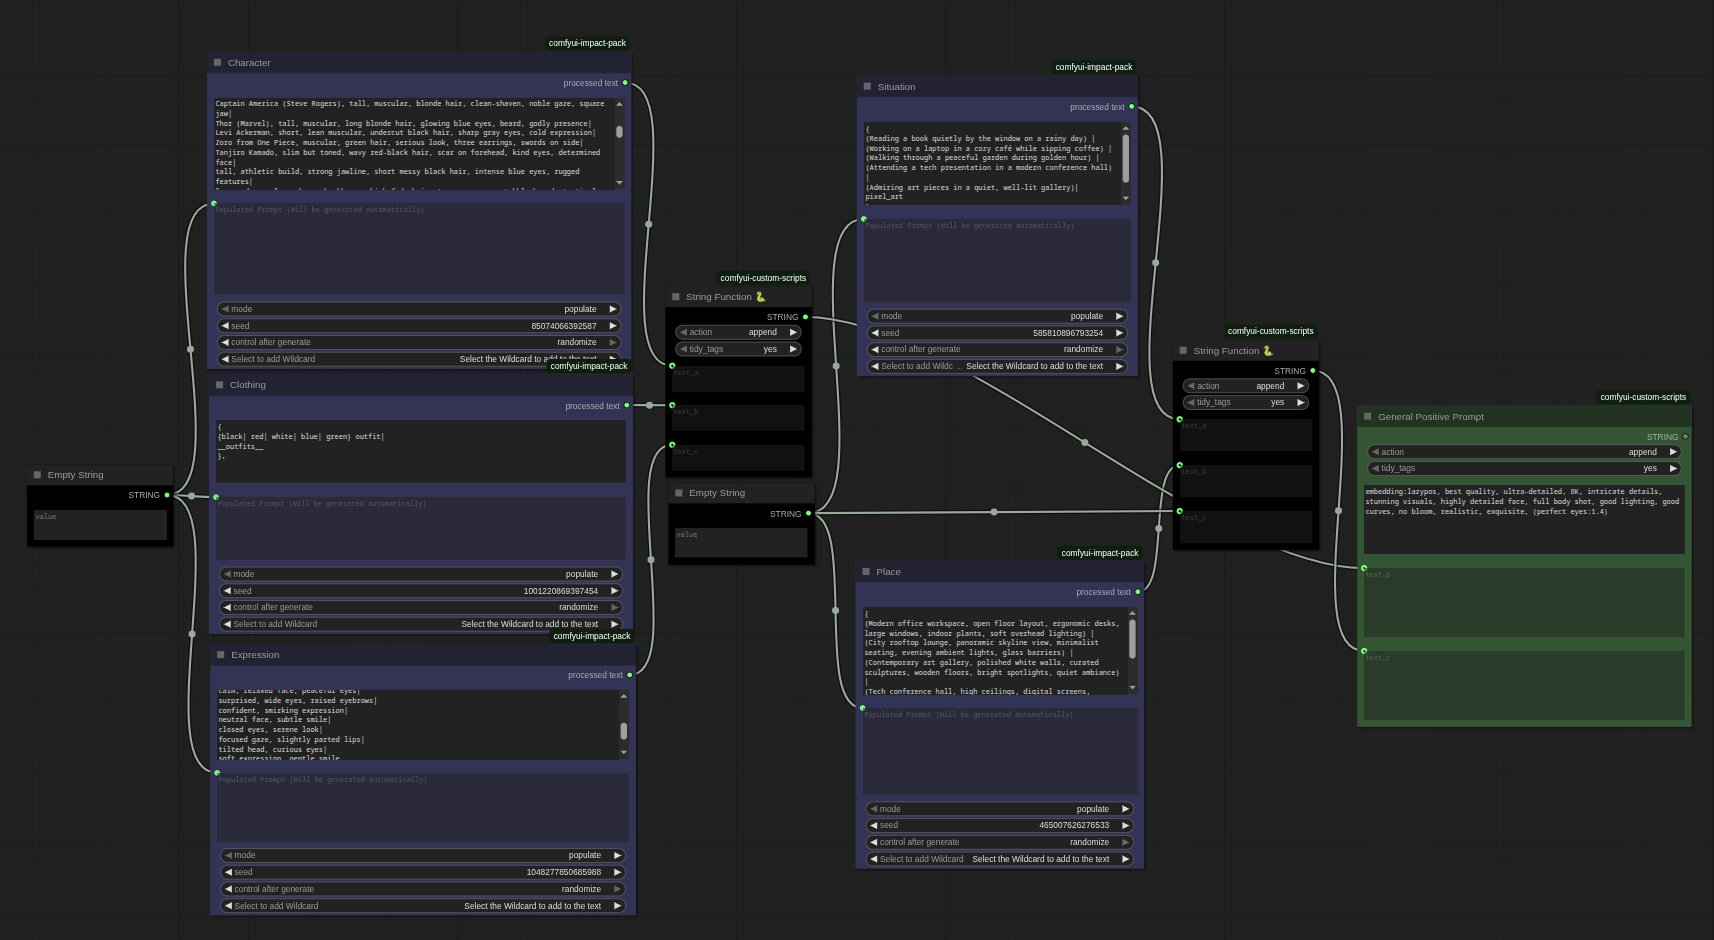 comfyui-impact-pack
Character
processed text
Captain America (Steve Rogers), tall, muscular, blonde hair, clean-shaven, noble gaze, square
jaw|
Thor (Marvel), tall, muscular, long blonde hair, glowing blue eyes, beard, godly presence|
Levi Ackerman, short, lean muscular, undercut black hair, sharp gray eyes, cold expression|
Zoro from One Piece, muscular, green hair, serious look, three earrings, swords on side|
Tanjiro Kamado, slim but toned, wavy red-black hair, scar on forehead, kind eyes, determined
face|
tall, athletic build, strong jawline, short messy black hair, intense blue eyes, rugged
features|
Populated Prompt (Will be generated automatically)
mode populate
seed 85074066392587
control after generate randomize
Select to add Wildcard Select the Wildcard to add to the text
comfyui-impact-pack
Clothing
processed text
{
{black| red| white| blue| green} outfit|
__outfits__
},
Populated Prompt (Will be generated automatically)
mode populate
seed 1001220869397454
control after generate randomize
Select to add Wildcard Select the Wildcard to add to the text
Empty String
STRING
value
comfyui-impact-pack
Expression
processed text
calm, relaxed face, peaceful eyes|
surprised, wide eyes, raised eyebrows|
confident, smirking expression|
neutral face, subtle smile|
closed eyes, serene look|
focused gaze, slightly parted lips|
tilted head, curious eyes|
soft expression, gentle smile
Populated Prompt (Will be generated automatically)
mode populate
seed 1048277850685988
control after generate randomize
Select to add Wildcard Select the Wildcard to add to the text
comfyui-custom-scripts
String Function 🐍
STRING
action append
tidy_tags yes
text_a
text_b
text_c
Empty String
STRING
value
comfyui-impact-pack
Situation
processed text
{
(Reading a book quietly by the window on a rainy day) |
(Working on a laptop in a cozy café while sipping coffee) |
(Walking through a peaceful garden during golden hour) |
(Attending a tech presentation in a modern conference hall)
|
(Admiring art pieces in a quiet, well-lit gallery)|
pixel_art
Populated Prompt (Will be generated automatically)
mode populate
seed 585810896793254
control after generate randomize
Select to add Wildc ... Select the Wildcard to add to the text
comfyui-impact-pack
Place
processed text
{
(Modern office workspace, open floor layout, ergonomic desks,
large windows, indoor plants, soft overhead lighting) |
(City rooftop lounge, panoramic skyline view, minimalist
seating, evening ambient lights, glass barriers) |
(Contemporary art gallery, polished white walls, curated
sculptures, wooden floors, bright spotlights, quiet ambiance)
|
(Tech conference hall, high ceilings, digital screens,
Populated Prompt (Will be generated automatically)
mode populate
seed 465007626276533
control after generate randomize
Select to add Wildcard Select the Wildcard to add to the text
comfyui-custom-scripts
String Function 🐍
STRING
action append
tidy_tags yes
text_a
text_b
text_c
comfyui-custom-scripts
General Positive Prompt
STRING
action append
tidy_tags yes
embedding:lazypos, best quality, ultra-detailed, 8K, intricate details,
stunning visuals, highly detailed face, full body shot, good lighting, good
curves, no bloom, realistic, exquisite, (perfect eyes:1.4)
text_b
text_c